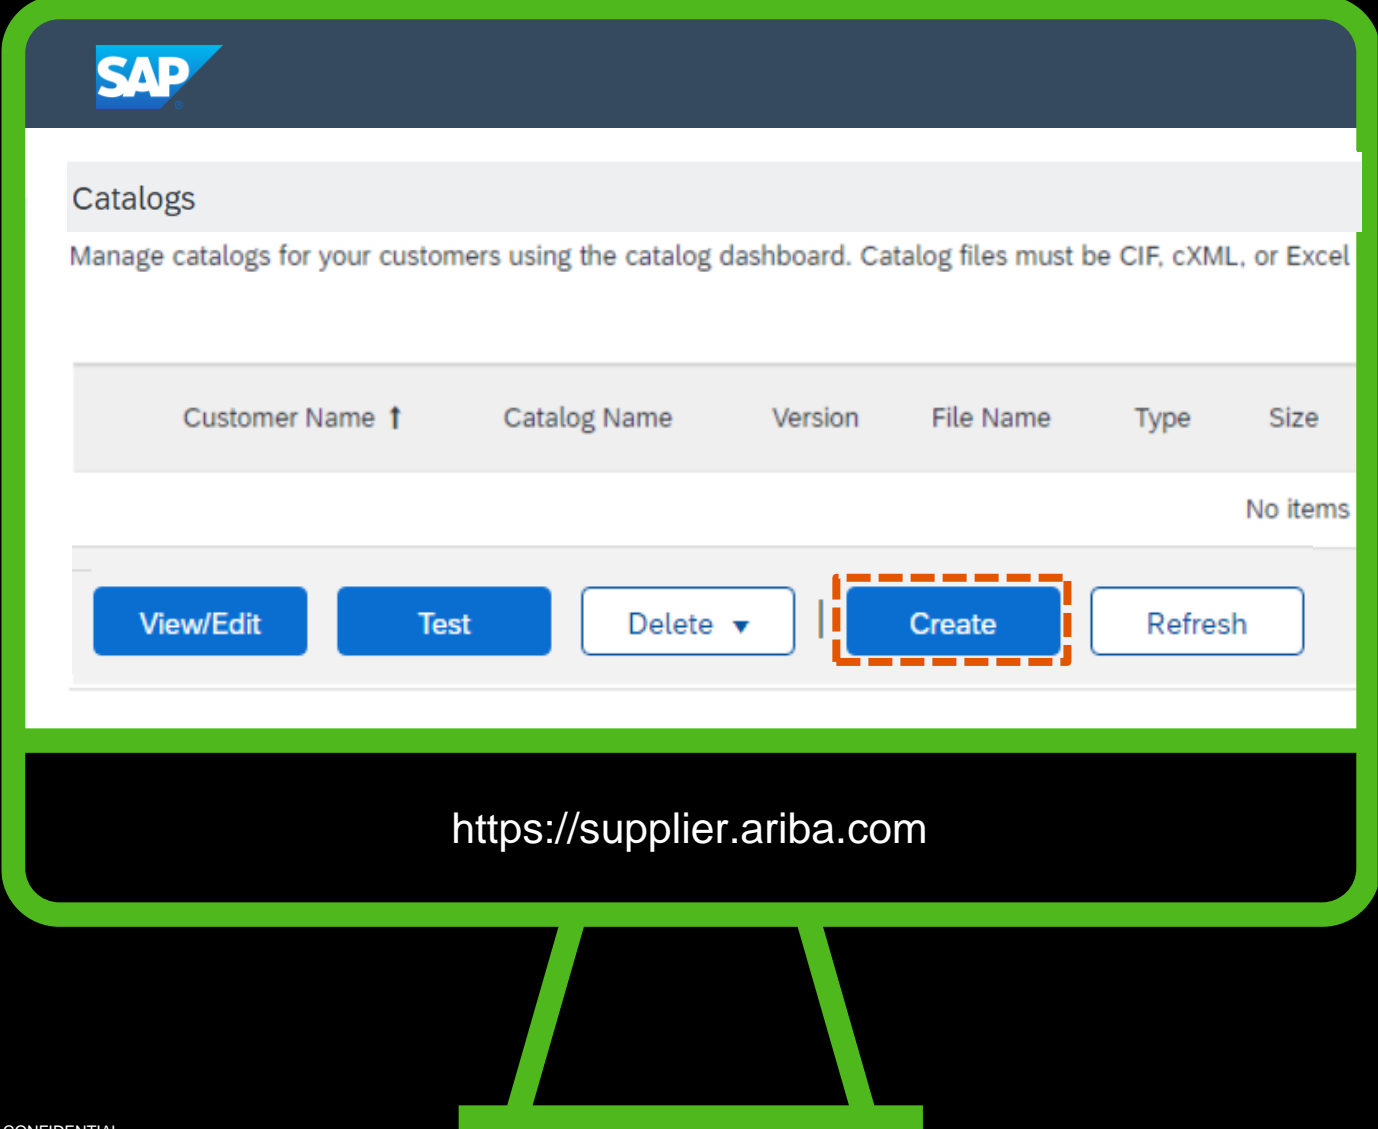 SAP
Catalogs
Manage catalogs for your customers using the catalog dashboard. Catalog files must be CIF, cXML, or Excel
Customer Name ↑ Catalog Name Version File Name Type Size
No items
View/Edit Test Delete ▼ | Create Refresh
https://supplier.ariba.com
CONFIDENTIAL